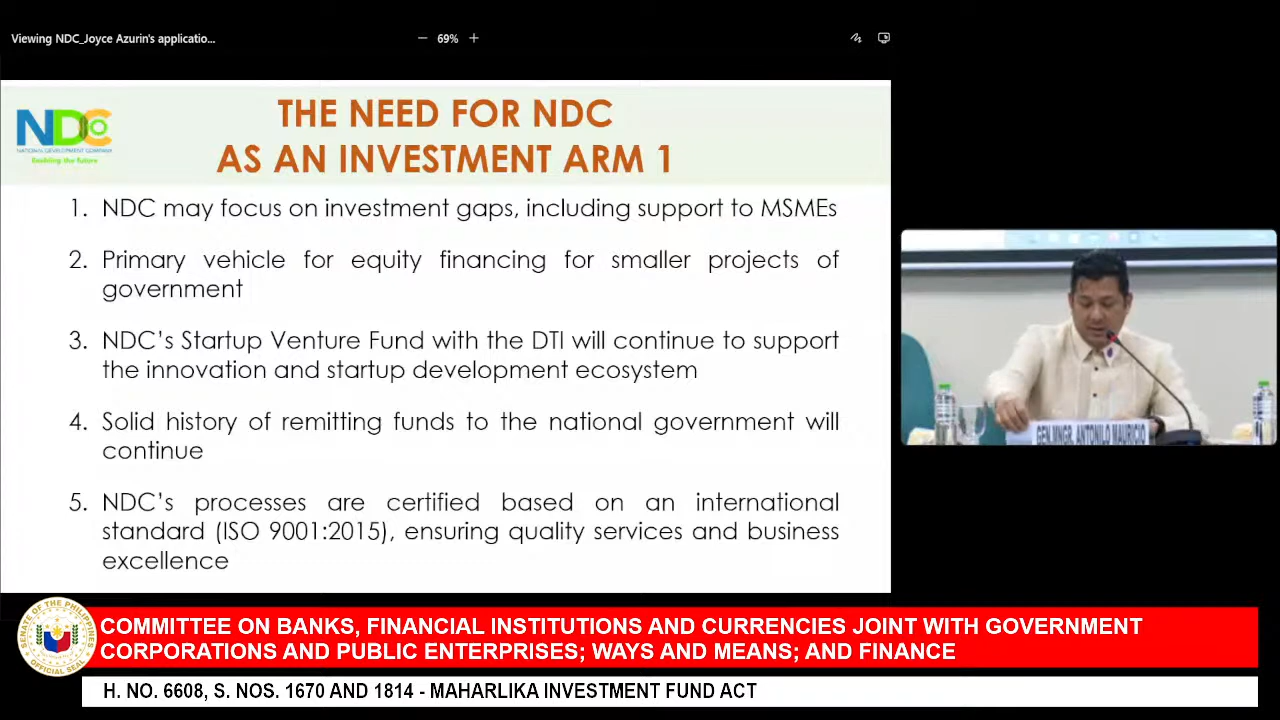 Viewing NDC_Joyce Azurin's applicatio...
69%
NDC
NATIONAL DEVELOPMENT COMPANY
Enabling the future
THE NEED FOR NDC
AS AN INVESTMENT ARM 1
1. NDC may focus on investment gaps, including support to MSMEs
2. Primary vehicle for equity financing for smaller projects of
government
3. NDC's Startup Venture Fund with the DTI will continue to support
the innovation and startup development ecosystem
4. Solid history of remitting funds to the national government will
continue
5. NDC's processes are certified based on an international
standard (ISO 9001:2015), ensuring quality services and business
excellence
GEN.MNGR. ANTONILO MAURICIO
SENATE OF THE PHILIPPINES
OFFICIAL SEAL
COMMITTEE ON BANKS, FINANCIAL INSTITUTIONS AND CURRENCIES JOINT WITH GOVERNMENT
CORPORATIONS AND PUBLIC ENTERPRISES; WAYS AND MEANS; AND FINANCE
H. NO. 6608, S. NOS. 1670 AND 1814 - MAHARLIKA INVESTMENT FUND ACT